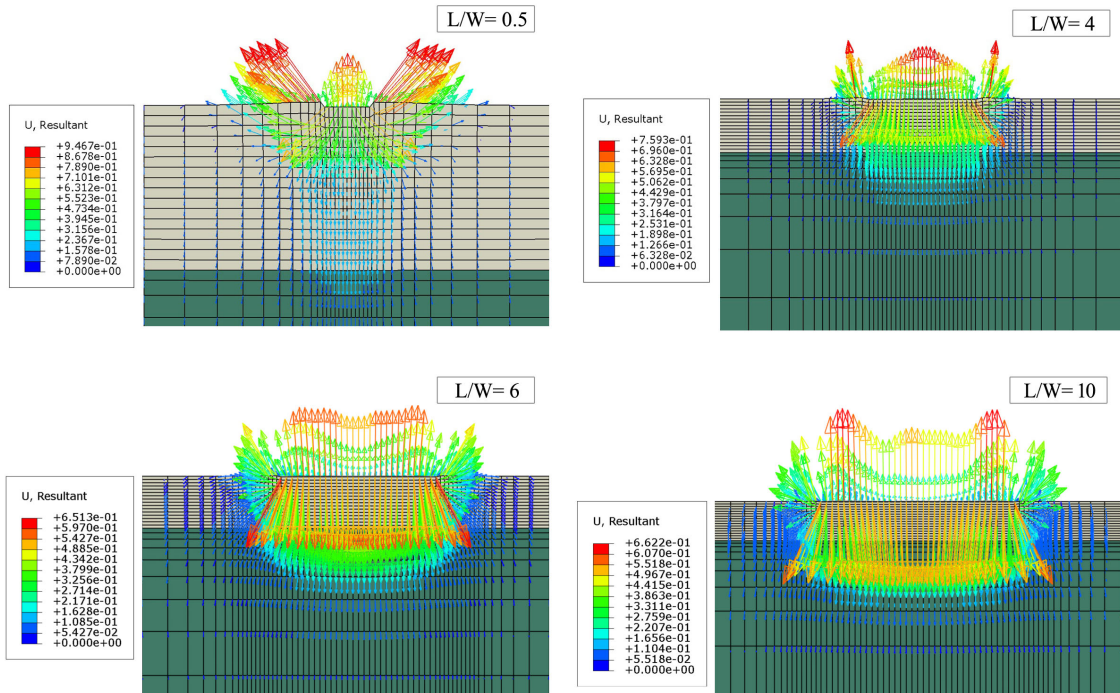 L/W= 0.5
U, Resultant
+9.467e-01
+8.678e-01
+7.890e-01
+7.101e-01
+6.312e-01
+5.523e-01
+4.734e-01
+3.945e-01
+3.156e-01
+2.367e-01
+1.578e-01
+7.890e-02
+0.000e+00
L/W= 4
U, Resultant
+7.593e-01
+6.960e-01
+6.328e-01
+5.695e-01
+5.062e-01
+4.429e-01
+3.797e-01
+3.164e-01
+2.531e-01
+1.898e-01
+1.266e-01
+6.328e-02
+0.000e+00
L/W= 6
U, Resultant
+6.513e-01
+5.970e-01
+5.427e-01
+4.885e-01
+4.342e-01
+3.799e-01
+3.256e-01
+2.714e-01
+2.171e-01
+1.628e-01
+1.085e-01
+5.427e-02
+0.000e+00
L/W= 10
U, Resultant
+6.622e-01
+6.070e-01
+5.518e-01
+4.967e-01
+4.415e-01
+3.863e-01
+3.311e-01
+2.759e-01
+2.207e-01
+1.656e-01
+1.104e-01
+5.518e-02
+0.000e+00